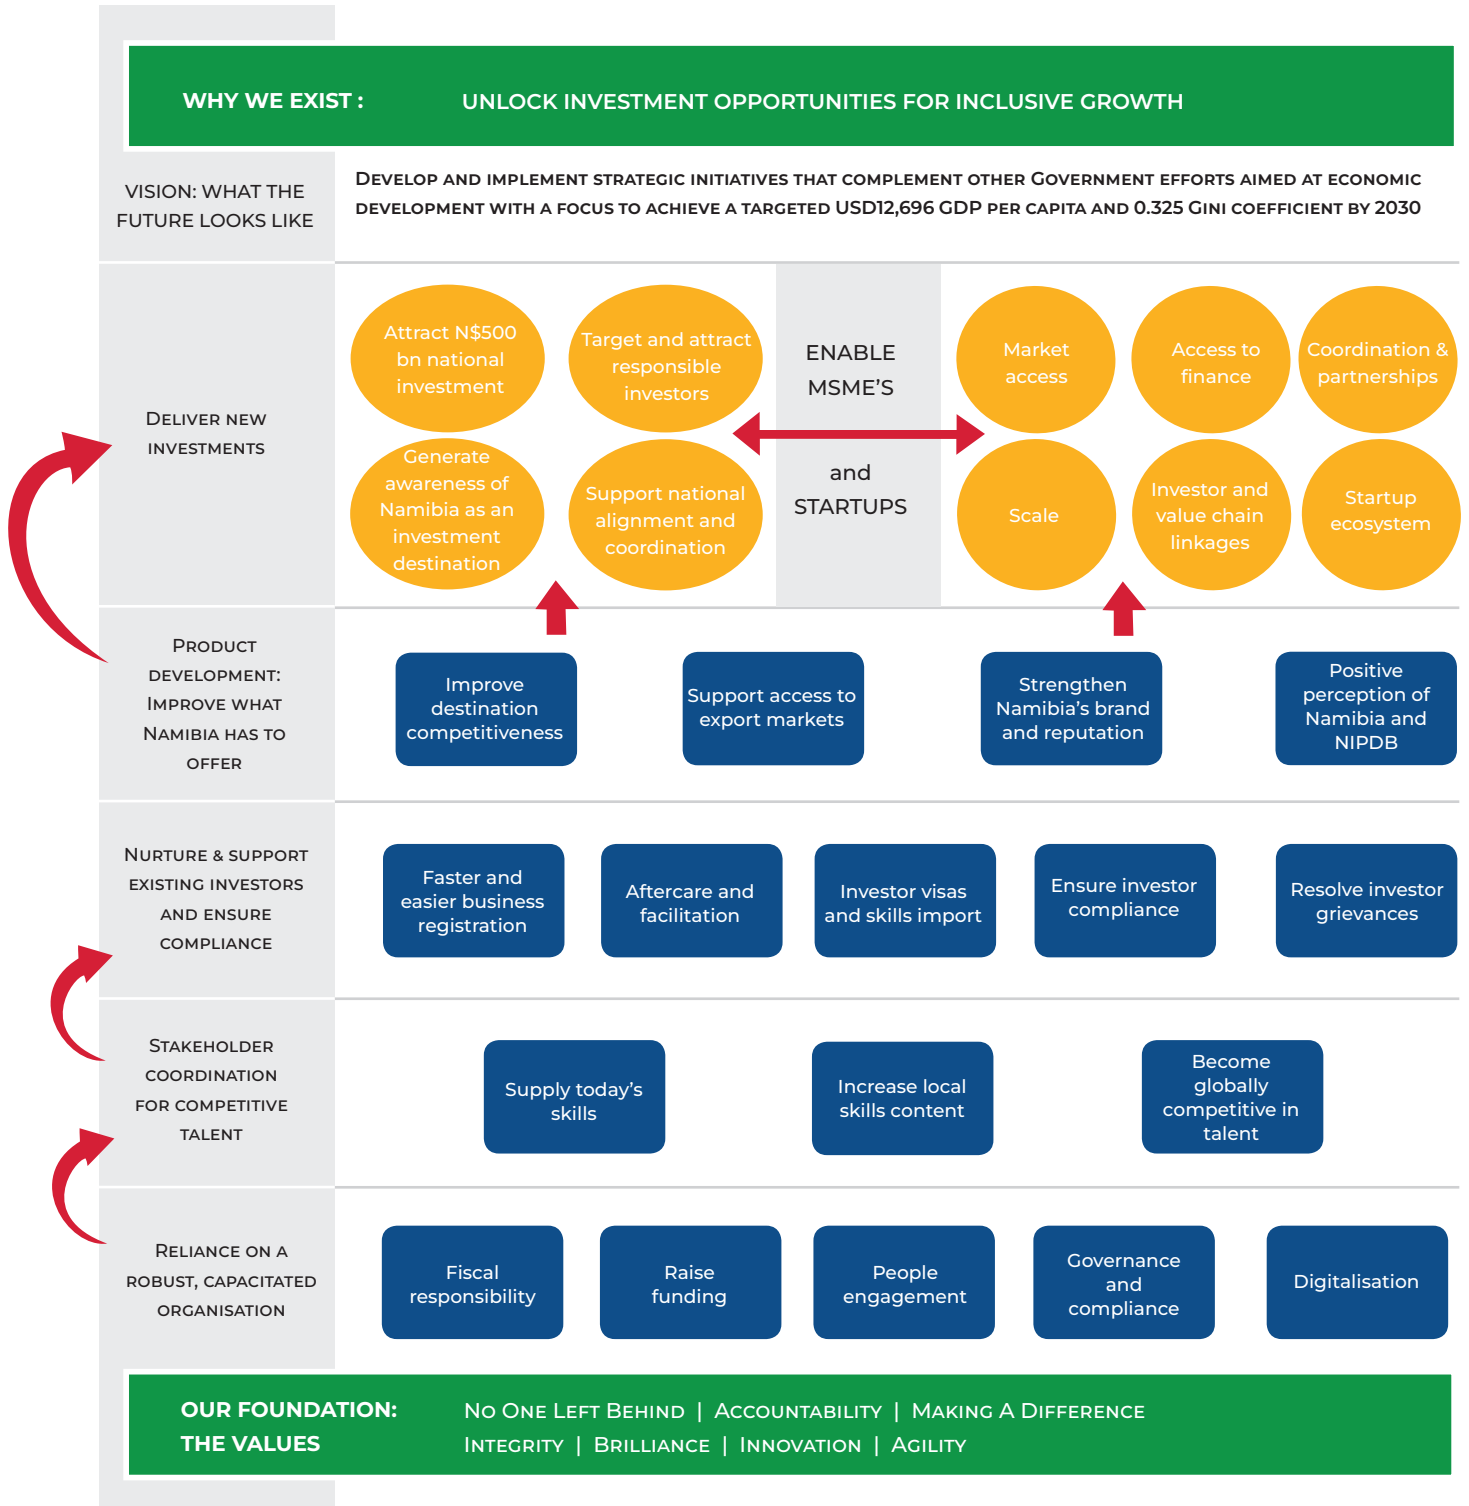 WHY WE EXIST :
UNLOCK INVESTMENT OPPORTUNITIES FOR INCLUSIVE GROWTH
VISION: WHAT THE
FUTURE LOOKS LIKE
Develop and implement strategic initiatives that complement other Government efforts aimed at economic
development with a focus to achieve a targeted USD12,696 GDP per capita and 0.325 Gini coefficient by 2030
Deliver new
investments
Attract N$500
bn national
investment
Target and attract
responsible
investors
Generate
awareness of
Namibia as an
investment
destination
Support national
alignment and
coordination
ENABLE
MSME'S
and
STARTUPS
Market
access
Access to
finance
Coordination &
partnerships
Scale
Investor and
value chain
linkages
Startup
ecosystem
Product
development:
Improve what
Namibia has to
offer
Improve
destination
competitiveness
Support access to
export markets
Strengthen
Namibia's brand
and reputation
Positive
perception of
Namibia and
NIPDB
Nurture & support
existing investors
and ensure
compliance
Faster and
easier business
registration
Aftercare and
facilitation
Investor visas
and skills import
Ensure investor
compliance
Resolve investor
grievances
Stakeholder
coordination
for competitive
talent
Supply today's
skills
Increase local
skills content
Become
globally
competitive in
talent
Reliance on a
robust, capacitated
organisation
Fiscal
responsibility
Raise
funding
People
engagement
Governance
and
compliance
Digitalisation
OUR FOUNDATION:
THE VALUES
No One Left Behind | Accountability | Making A Difference
Integrity | Brilliance | Innovation | Agility